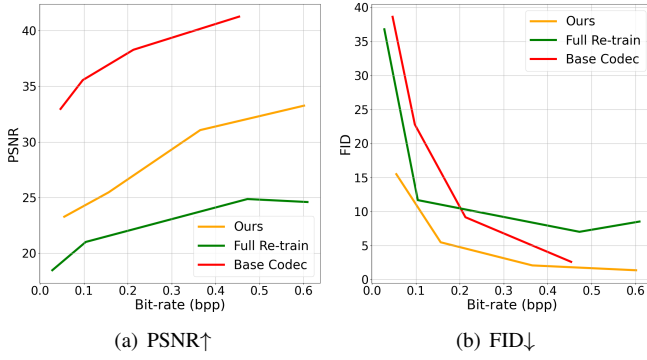 40
35
30
25
20
PSNR
0.0 0.1 0.2 0.3 0.4 0.5 0.6
Bit-rate (bpp)
Ours
Full Re-train
Base Codec
(a) PSNR↑
40
35
30
25
20
15
10
5
0
FID
0.0 0.1 0.2 0.3 0.4 0.5 0.6
Bit-rate (bpp)
Ours
Full Re-train
Base Codec
(b) FID↓